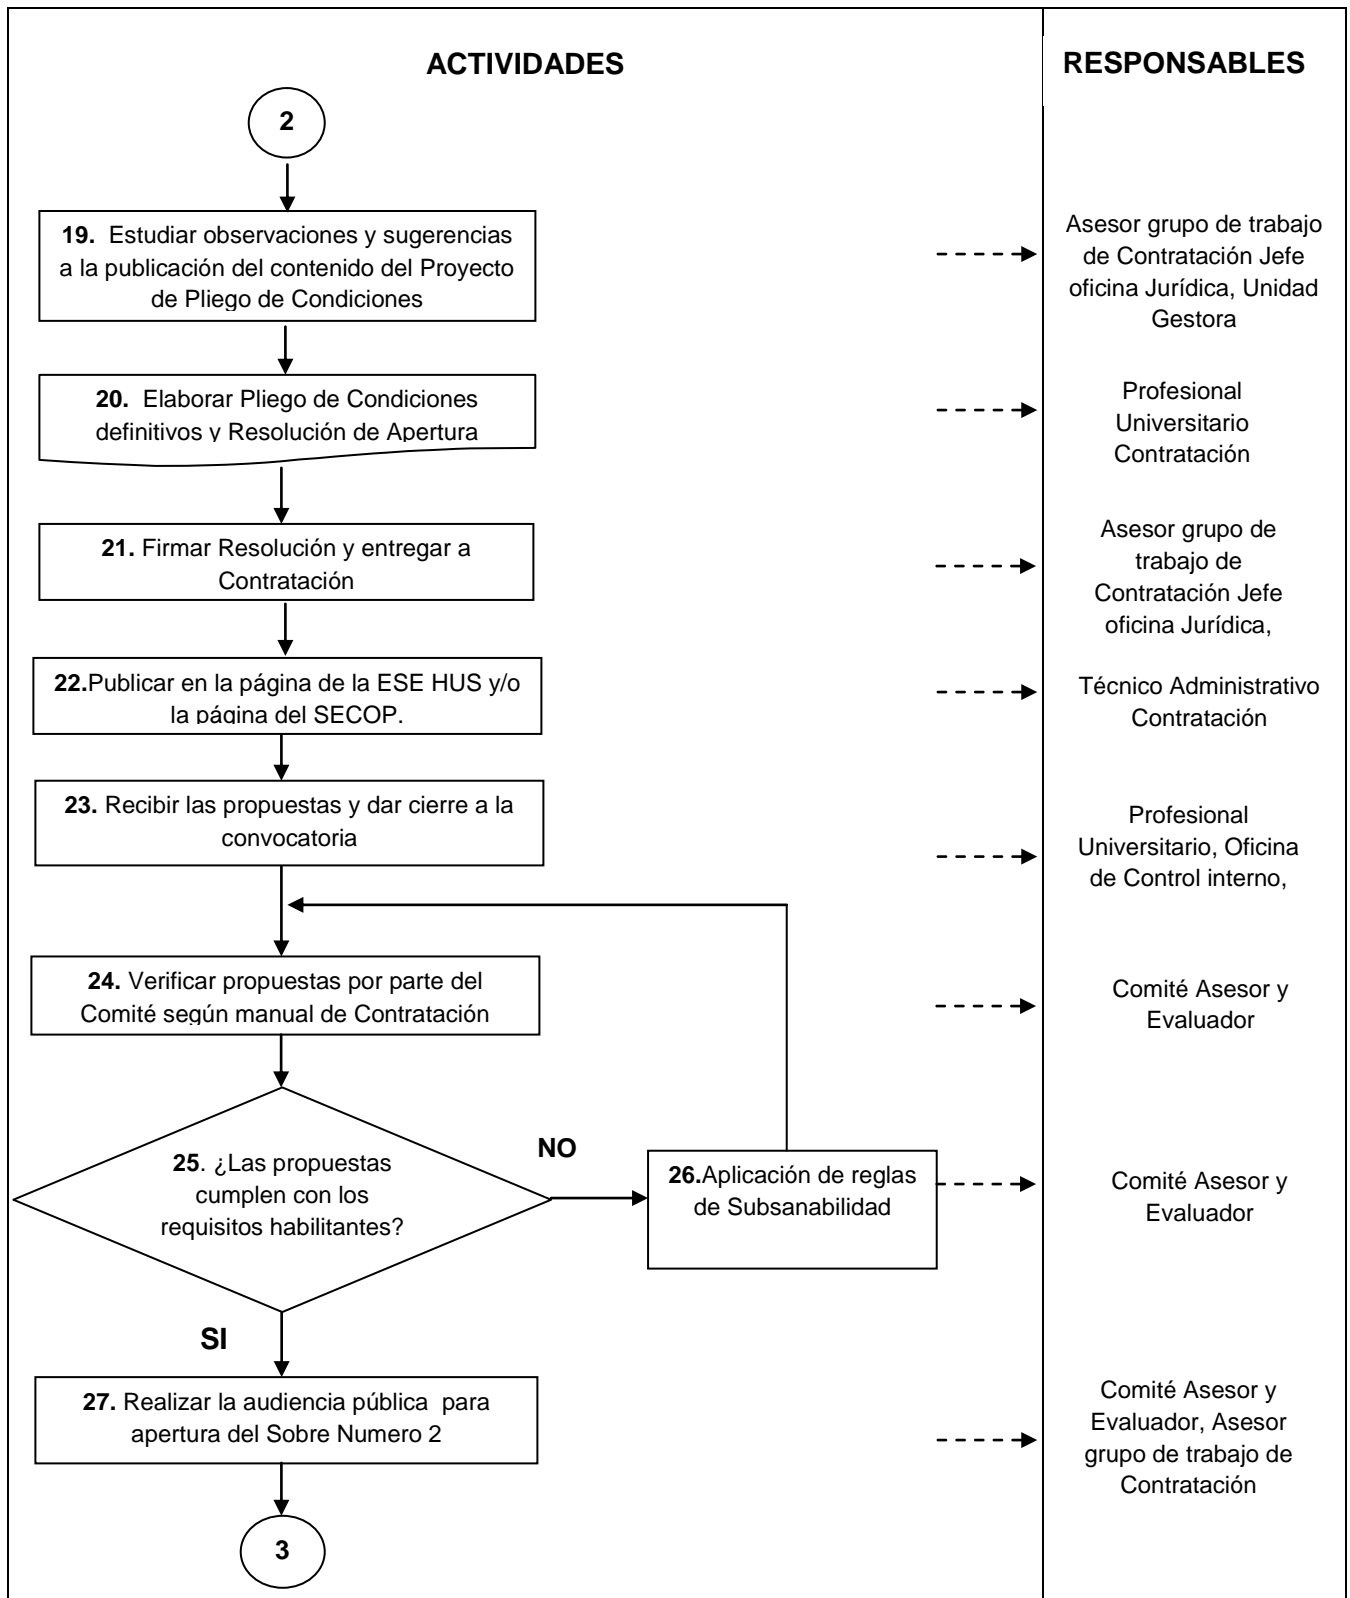 ACTIVIDADES
RESPONSABLES
2
19. Estudiar observaciones y sugerencias
a la publicación del contenido del Proyecto
de Pliego de Condiciones
Asesor grupo de trabajo
de Contratación Jefe
oficina Jurídica, Unidad
Gestora
20. Elaborar Pliego de Condiciones
definitivos y Resolución de Apertura
Profesional
Universitario
Contratación
21. Firmar Resolución y entregar a
Contratación
Asesor grupo de
trabajo de
Contratación Jefe
oficina Jurídica,
22.Publicar en la página de la ESE HUS y/o
la página del SECOP.
Técnico Administrativo
Contratación
23. Recibir las propuestas y dar cierre a la
convocatoria
Profesional
Universitario, Oficina
de Control interno,
24. Verificar propuestas por parte del
Comité según manual de Contratación
Comité Asesor y
Evaluador
25. ¿Las propuestas
cumplen con los
requisitos habilitantes?
NO
26.Aplicación de reglas
de Subsanabilidad
Comité Asesor y
Evaluador
SI
27. Realizar la audiencia pública  para
apertura del Sobre Numero 2
Comité Asesor y
Evaluador, Asesor
grupo de trabajo de
Contratación
3